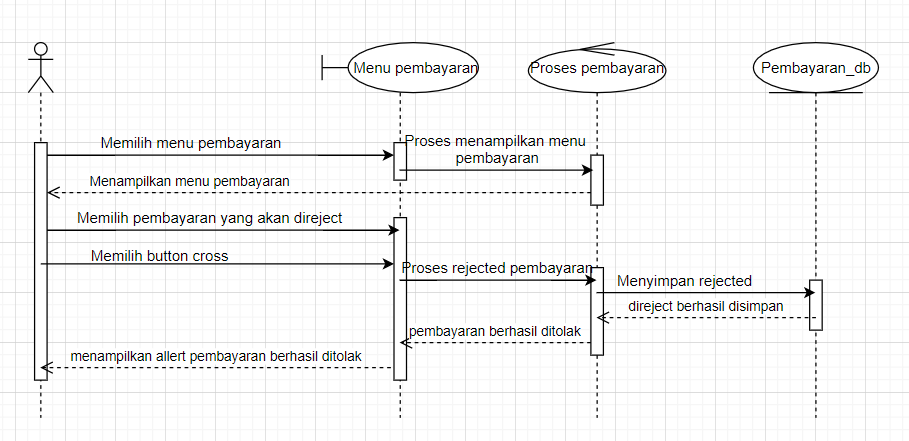 Menu pembayaran
Proses pembayaran
Pembayaran_db
Memilih menu pembayaran
Proses menampilkan menu
pembayaran
Menampilkan menu pembayaran
Memilih pembayaran yang akan direject
Memilih button cross
Proses rejected pembayaran
Menyimpan rejected
direject berhasil disimpan
pembayaran berhasil ditolak
menampilkan allert pembayaran berhasil ditolak